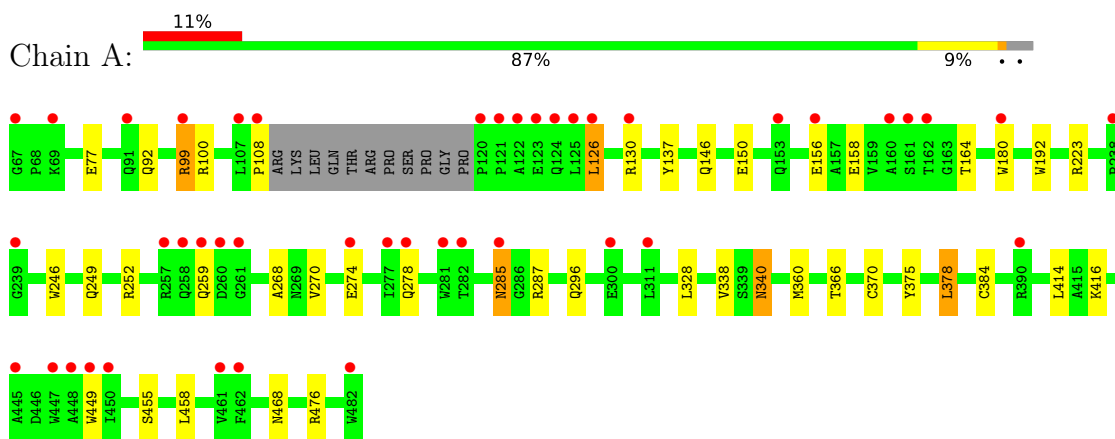 11%
Chain A:
87% 9% • •
G67 P68 K69 E77 Q91 Q92 R99 R100 L107 P108 ARG LYS LEU GLN THR ARG PRO SER PRO GLY PRO P120 P121 A122 E123 Q124 L125 L126 R130 Y137 Q146 E150 Q153 E156 A157 E158 V159 A160 S161 T162 G163 T164 W180 W192 R223 R238
G239 W246 Q249 R252 R257 Q258 Q259 D260 G261 A268 N269 V270 E274 I277 Q278 W281 T282 N285 G286 R287 Q296 E300 L311 L328 V338 S339 N340 M360 T366 C370 Y375 L378 C384 R390 L414 A415 K416
A445 D446 W447 A448 W449 I450 S455 L458 V461 F462 N468 R476 W482